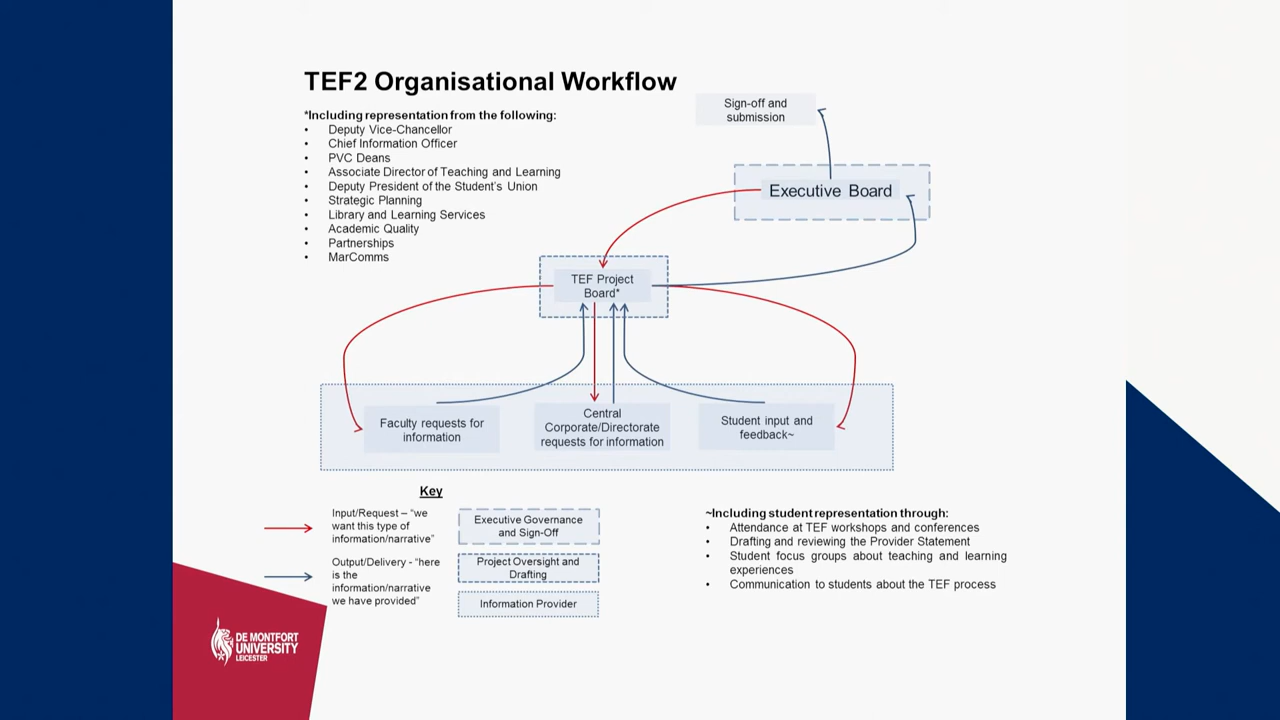 TEF2 Organisational Workflow
*Including representation from the following:
• Deputy Vice-Chancellor
• Chief Information Officer
• PVC Deans
• Associate Director of Teaching and Learning
• Deputy President of the Student's Union
• Strategic Planning
• Library and Learning Services
• Academic Quality
• Partnerships
• MarComms
Sign-off and
submission
Executive Board
TEF Project
Board*
Faculty requests for
information
Central
Corporate/Directorate
requests for information
Student input and
feedback~
Key
Input/Request – "we
want this type of
information/narrative"
Output/Delivery - "here
is the
information/narrative
we have provided"
Executive Governance
and Sign-Off
Project Oversight and
Drafting
Information Provider
~Including student representation through:
• Attendance at TEF workshops and conferences
• Drafting and reviewing the Provider Statement
• Student focus groups about teaching and learning
experiences
• Communication to students about the TEF process
DE MONTFORT
UNIVERSITY
LEICESTER